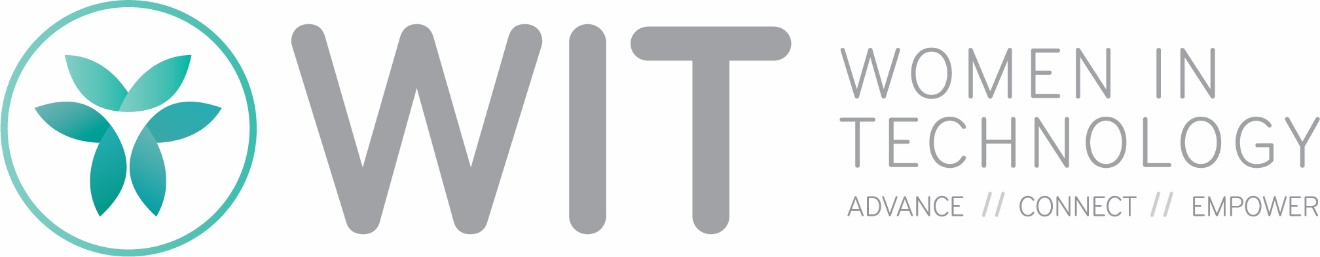 WIT
WOMEN IN
TECHNOLOGY
ADVANCE // CONNECT // EMPOWER